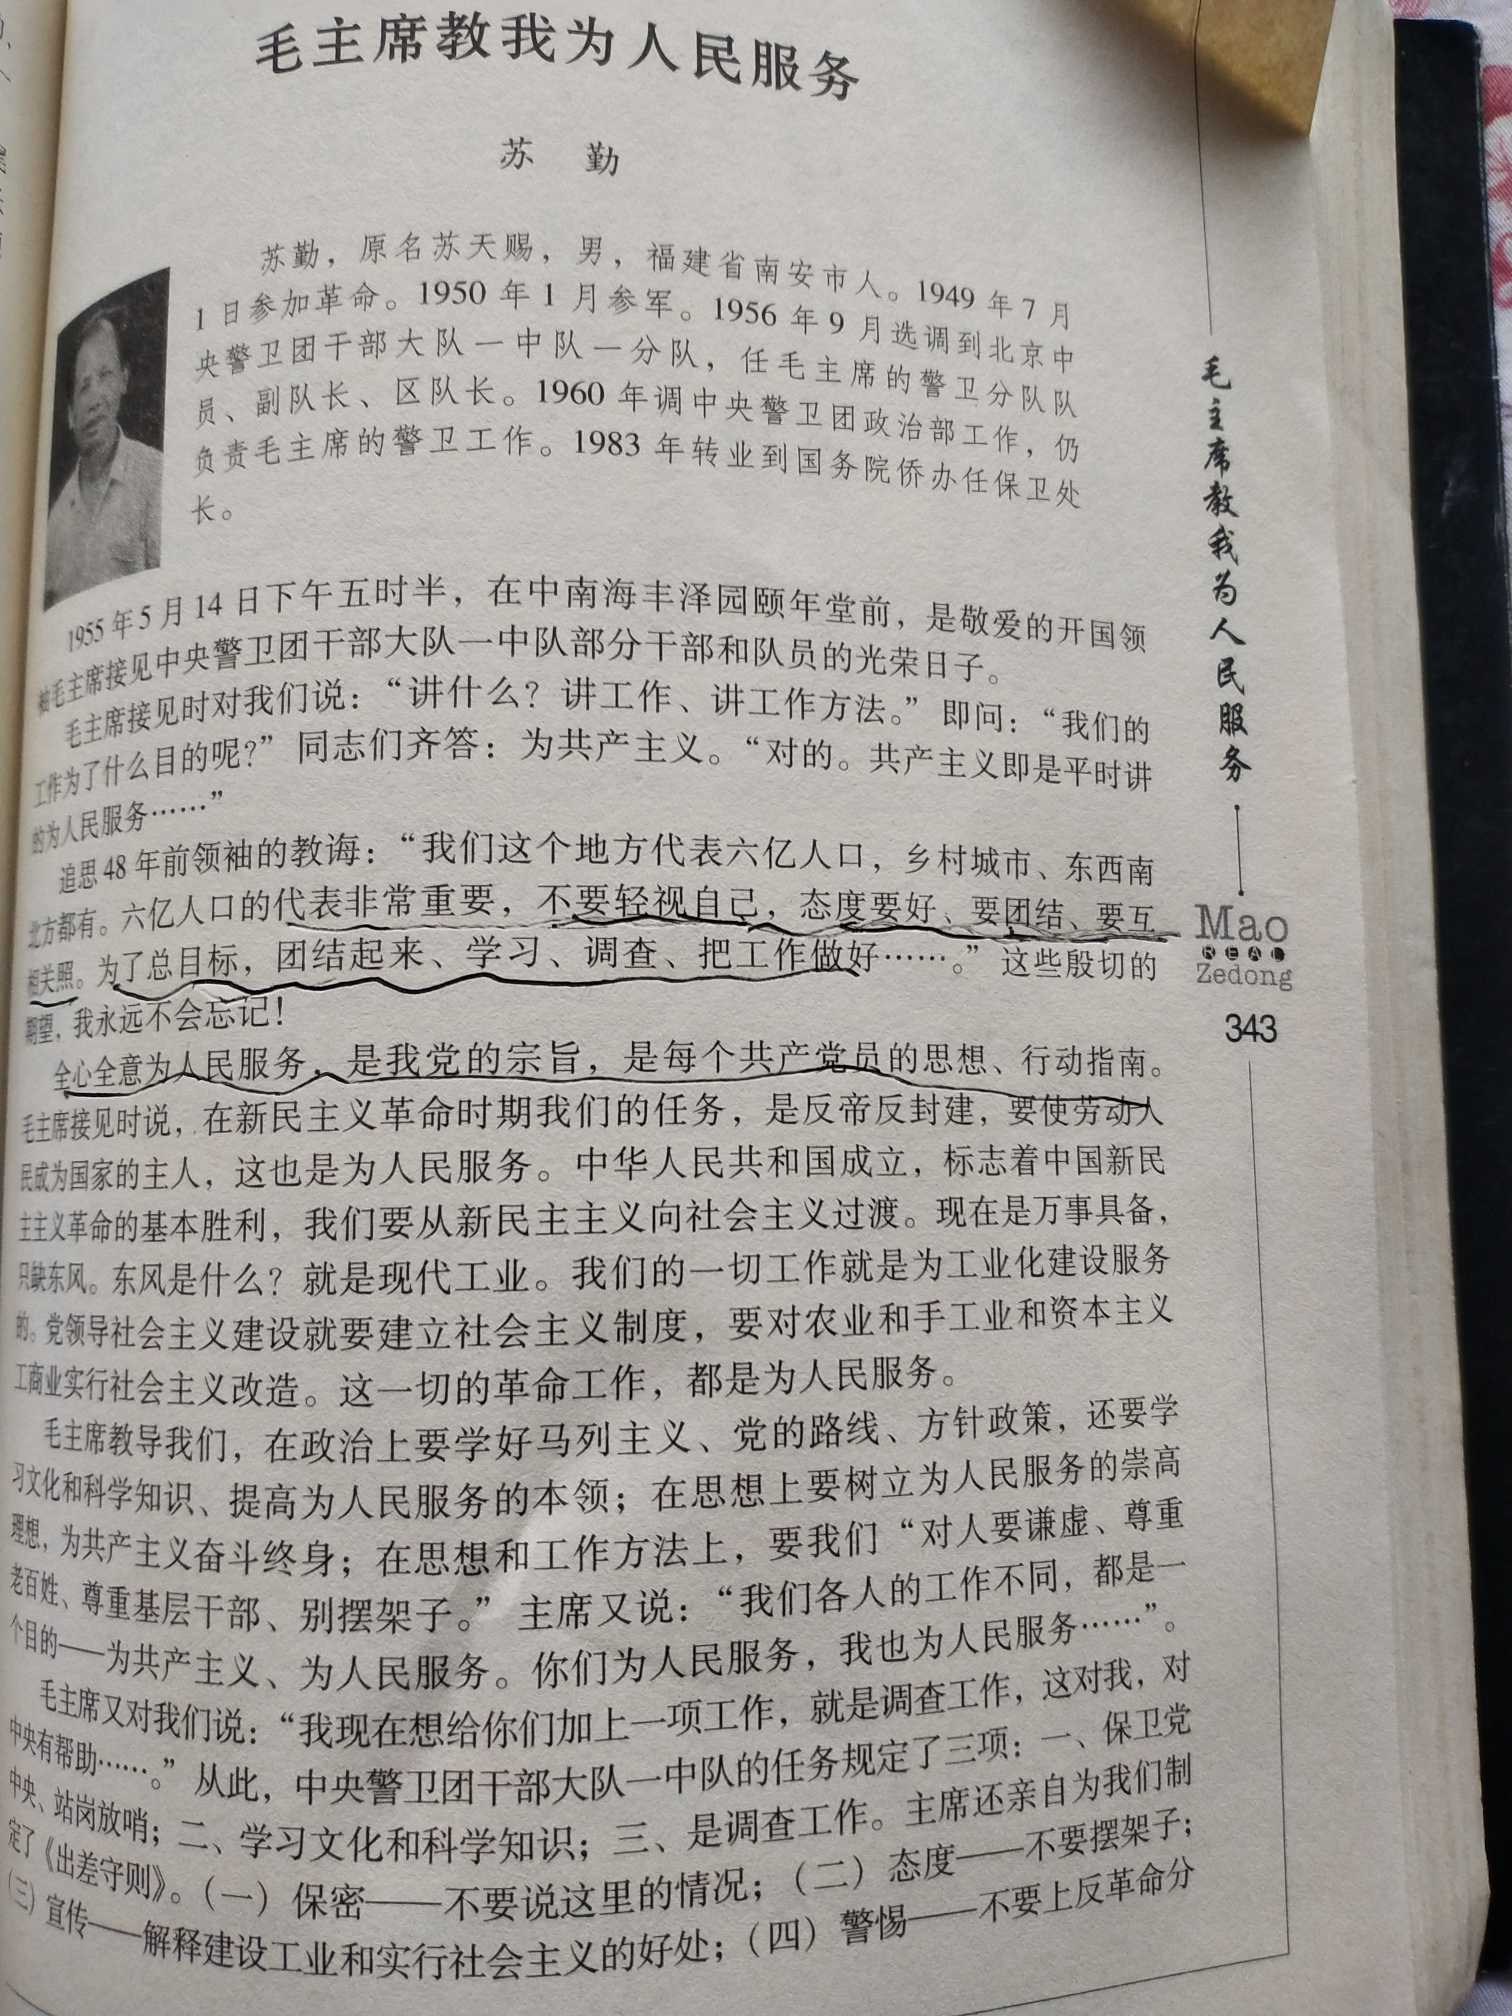 毛主席教我为人民服务
苏 勤
苏勤，原名苏天赐，男，福建省南安市人。1949年7月
1日参加革命。1950年1月参军。1956年9月选调到北京中
央警卫团干部大队一中队一分队，任毛主席的警卫分队队
员、副队长、区队长。1960年调中央警卫团政治部工作，仍
负责毛主席的警卫工作。1983年转业到国务院侨办任保卫处
长。
1955年5月14日下午五时半，在中南海丰泽园颐年堂前，是敬爱的开国领
袖毛主席接见中央警卫团干部大队一中队部分干部和队员的光荣日子。
毛主席接见时对我们说：“讲什么？讲工作、讲工作方法。”即问：“我们的
工作为了什么目的呢？”同志们齐答：为共产主义。“对的。共产主义即是平时讲
的为人民服务……”
追思48年前领袖的教诲：“我们这个地方代表六亿人口，乡村城市、东西南
北方都有。六亿人口的代表非常重要，不要轻视自己，态度要好、要团结、要互
相关照。为了总目标，团结起来、学习、调查、把工作做好……。”这些殷切的
期望，我永远不会忘记！
全心全意为人民服务，是我党的宗旨，是每个共产党员的思想、行动指南。
毛主席接见时说，在新民主主义革命时期我们的任务，是反帝反封建，要使劳动人
民成为国家的主人，这也是为人民服务。中华人民共和国成立，标志着中国新民
主主义革命的基本胜利，我们要从新民主主义向社会主义过渡。现在是万事具备，
只缺东风。东风是什么？就是现代工业。我们的一切工作就是为工业化建设服务
的。党领导社会主义建设就要建立社会主义制度，要对农业和手工业和资本主义
工商业实行社会主义改造。这一切的革命工作，都是为人民服务。
毛主席教导我们，在政治上要学好马列主义、党的路线、方针政策，还要学
习文化和科学知识、提高为人民服务的本领；在思想上要树立为人民服务的崇高
理想，为共产主义奋斗终身；在思想和工作方法上，要我们“对人要谦虚、尊重
老百姓、尊重基层干部、别摆架子。”主席又说：“我们各人的工作不同，都是一
个目的——为共产主义、为人民服务。你们为人民服务，我也为人民服务……”。
毛主席又对我们说：“我现在想给你们加上一项工作，就是调查工作，这对我，对
中央有帮助……。”从此，中央警卫团干部大队一中队的任务规定了三项：一、保卫党
中央、站岗放哨；二、学习文化和科学知识；三、是调查工作。主席还亲自为我们制
定了《出差守则》。（一）保密——不要说这里的情况；（二）态度——不要摆架子；
（三）宣传——解释建设工业和实行社会主义的好处；（四）警惕——不要上反革命分
毛主席教我为人民服务
Mao
REAL
Zedong
343